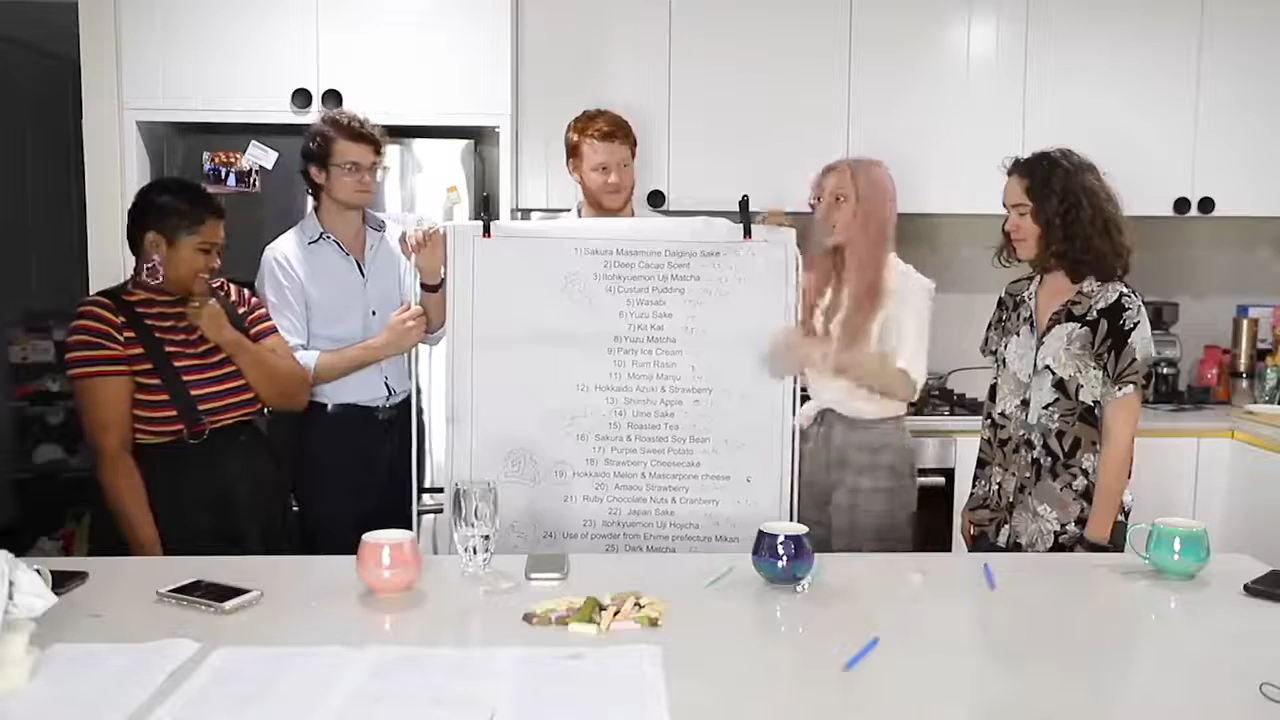 1) Sakura Masamune Daiginjo Sake
2) Deep Cacao Scent
3) Itohkyuemon Uji Matcha
(4) Custard Pudding
5) Wasabi
6) Yuzu Sake
7) Kit Kat
8) Yuzu Matcha
9) Party Ice Cream
10) Rum Rasin
11) Momiji Manju
12) Hokkaido Azuki & Strawberry
13) Shinshu Apple
14) Ume Sake
15) Roasted Tea
16) Sakura & Roasted Soy Bean
17) Purple Sweet Potato
18) Strawberry Cheesecake
19) Hokkaido Melon & Mascarpone cheese
20) Amaou Strawberry
21) Ruby Chocolate Nuts & Cranberry
22) Japan Sake
23) Itohkyuemon Uji Hojicha
24) Use of powder from Ehime prefecture Mikan
25) Dark Matcha